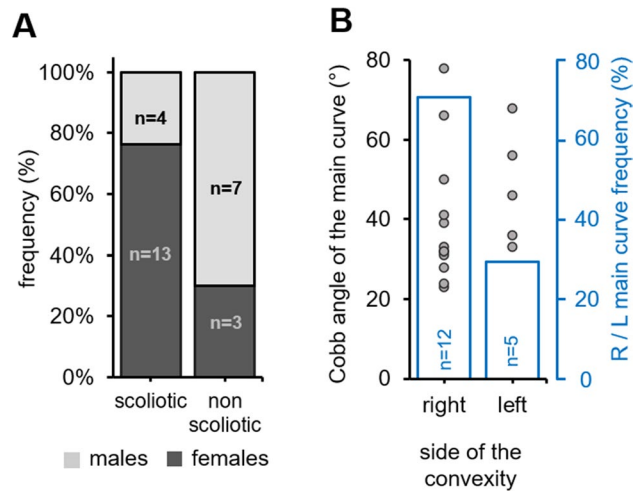 A
frequency (%)
100%
80%
60%
40%
20%
0%
n=4
n=13
n=7
n=3
scoliotic
non
scoliotic
males
females
B
Cobb angle of the main curve (°)
80
60
40
20
0
n=12
n=5
right
left
side of the
convexity
80
60
40
20
0
R / L main curve frequency (%)